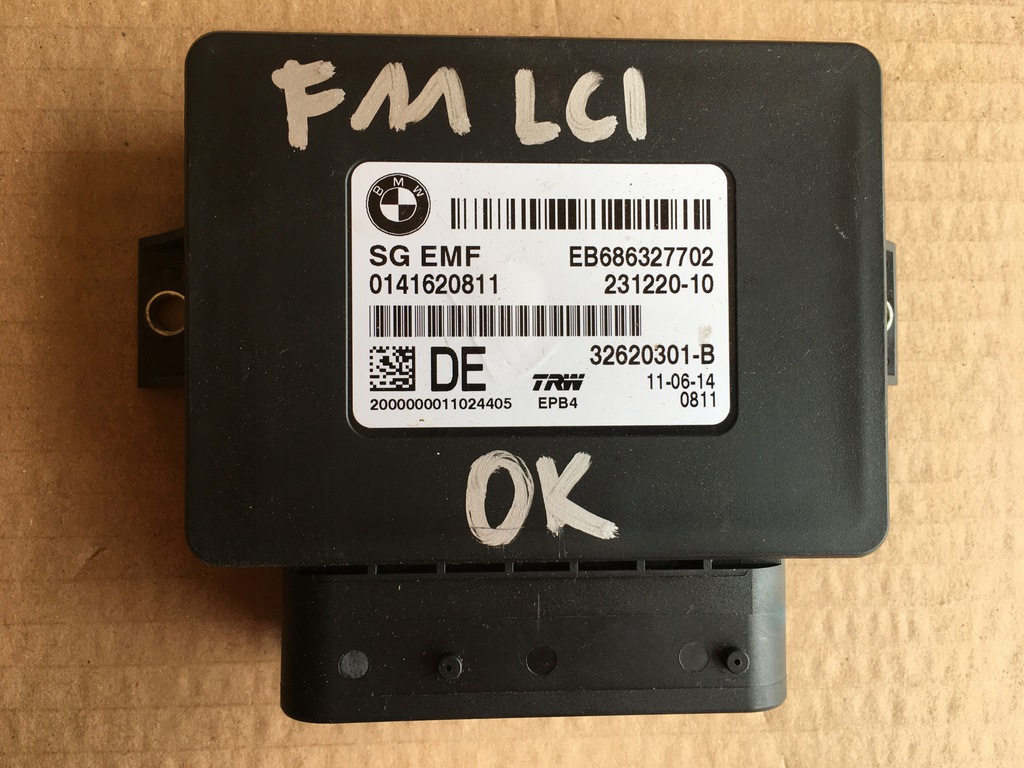 FM LCI
BMW
SG EMF EB686327702
0141620811 231220-10
32620301-B
DE TRW 11-06-14
2000000011024405 EPB4 0811
OK